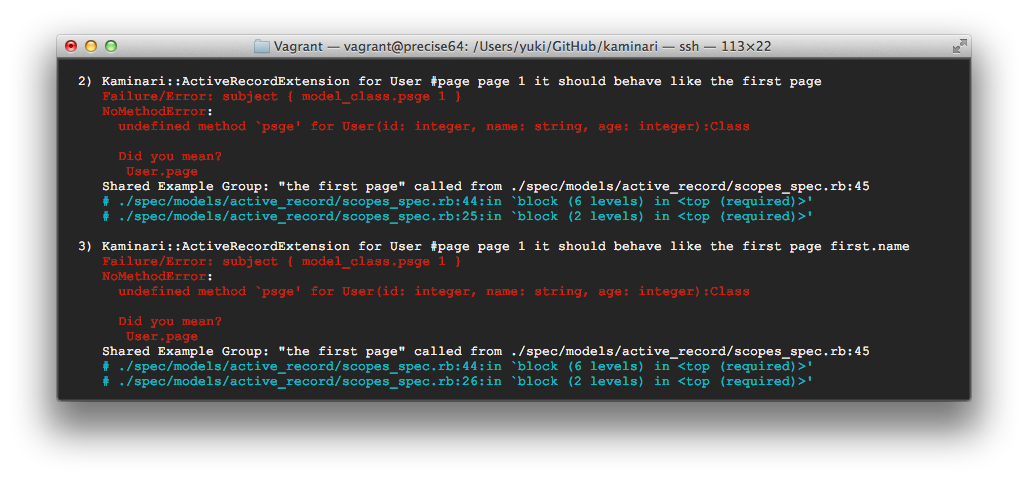 Vagrant — vagrant@precise64: /Users/yuki/GitHub/kaminari — ssh — 113×22
2) Kaminari::ActiveRecordExtension for User #page page 1 it should behave like the first page
Failure/Error: subject { model_class.psge 1 }
NoMethodError:
undefined method `psge' for User(id: integer, name: string, age: integer):Class
Did you mean?
User.page
Shared Example Group: "the first page" called from ./spec/models/active_record/scopes_spec.rb:45
# ./spec/models/active_record/scopes_spec.rb:44:in `block (6 levels) in <top (required)>'
# ./spec/models/active_record/scopes_spec.rb:25:in `block (2 levels) in <top (required)>'
3) Kaminari::ActiveRecordExtension for User #page page 1 it should behave like the first page first.name
Failure/Error: subject { model_class.psge 1 }
NoMethodError:
undefined method `psge' for User(id: integer, name: string, age: integer):Class
Did you mean?
User.page
Shared Example Group: "the first page" called from ./spec/models/active_record/scopes_spec.rb:45
# ./spec/models/active_record/scopes_spec.rb:44:in `block (6 levels) in <top (required)>'
# ./spec/models/active_record/scopes_spec.rb:26:in `block (2 levels) in <top (required)>'